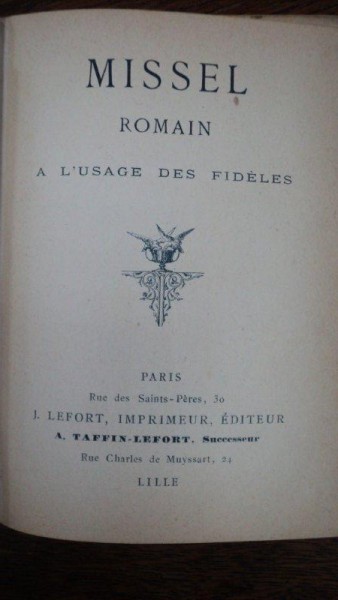 MISSEL
ROMAIN
A L'USAGE DES FIDÈLES
PARIS
Rue des Saints-Pères, 30
J. LEFORT, IMPRIMEUR, ÉDITEUR
A. TAFFIN-LEFORT, Successeur
Rue Charles de Muyssart, 24
LILLE